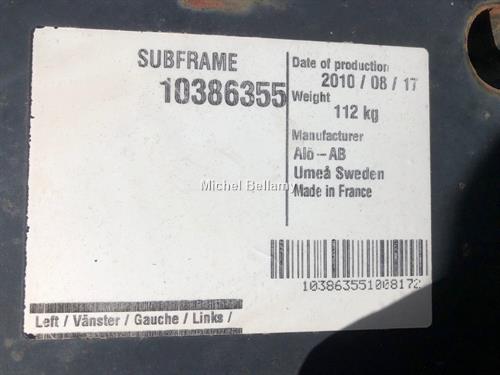 SUBFRAME
10386355
Date of production
2010 / 08 / 17
Weight
112 kg
Manufacturer
Alö-AB
Umeå Sweden
Made in France
Michel Bellamy
103863551008172
Left / Vänster / Gauche / Links /